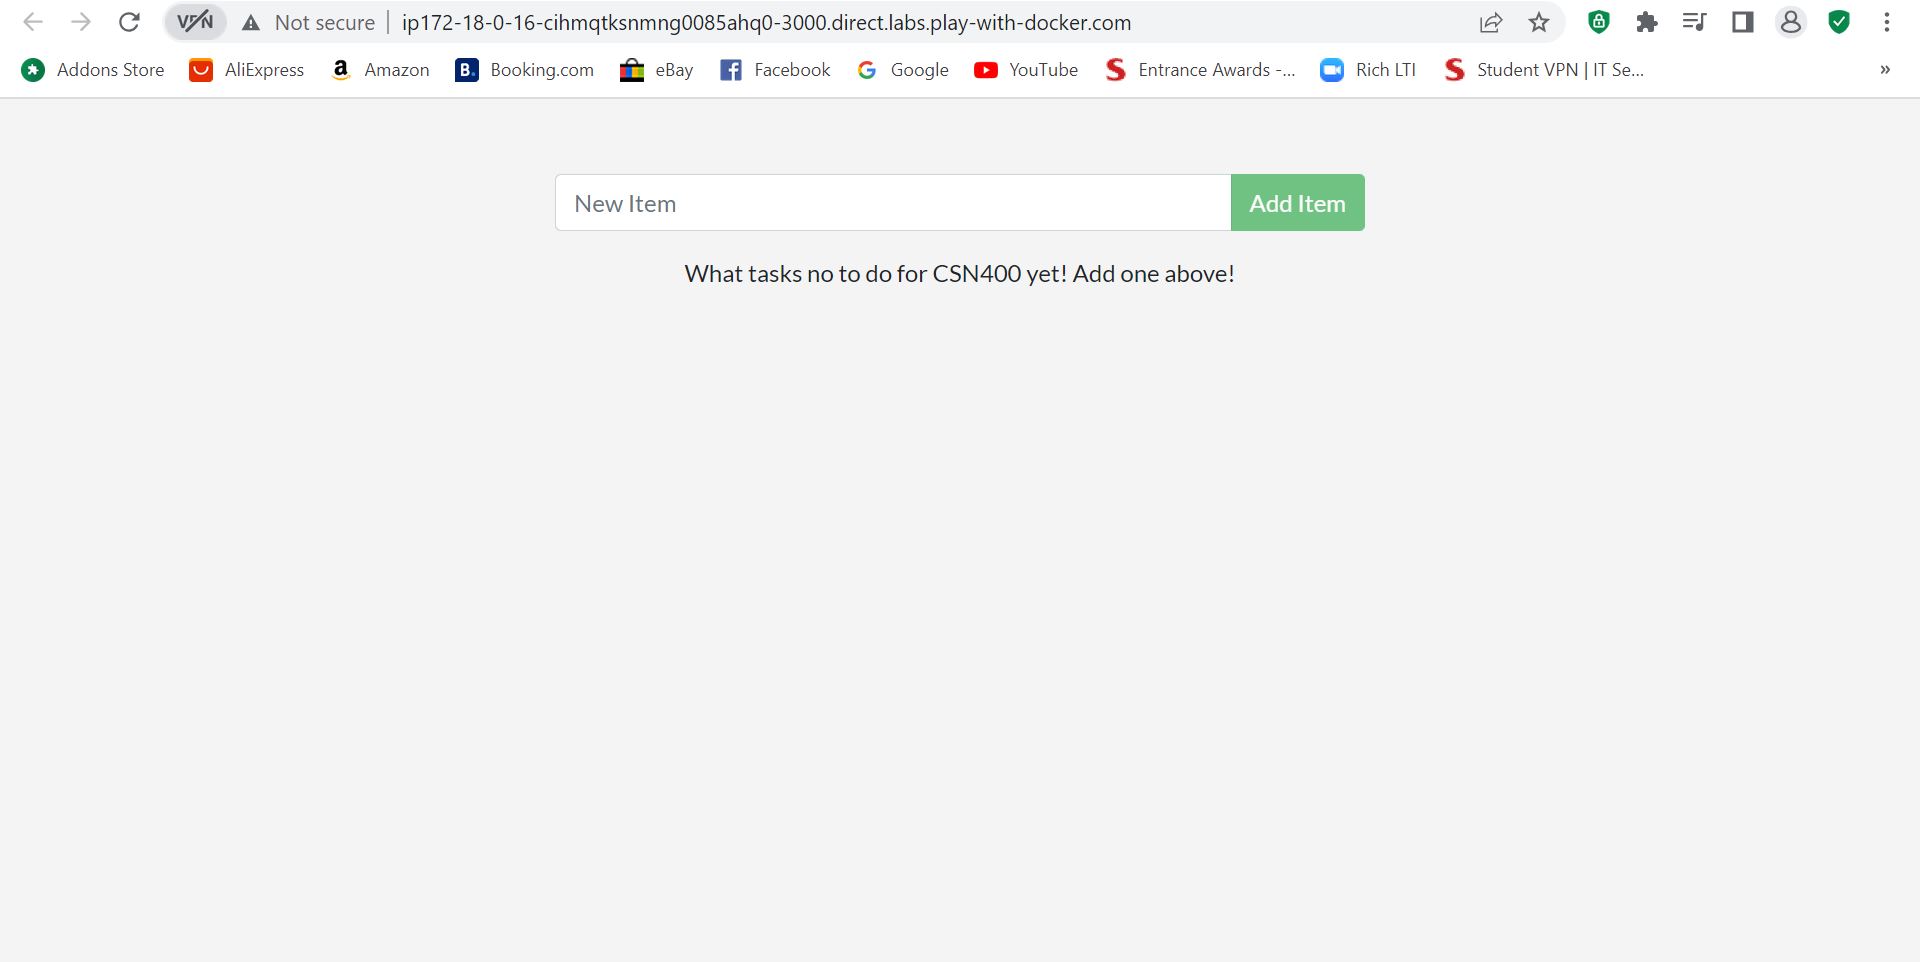 VPN Not secure ip172-18-0-16-cihmqtksnmng0085ahq0-3000.direct.labs.play-with-docker.com
Addons Store AliExpress a Amazon B. Booking.com eBay Facebook Google YouTube S Entrance Awards -... Rich LTI S Student VPN | IT Se... »
New Item Add Item
What tasks no to do for CSN400 yet! Add one above!